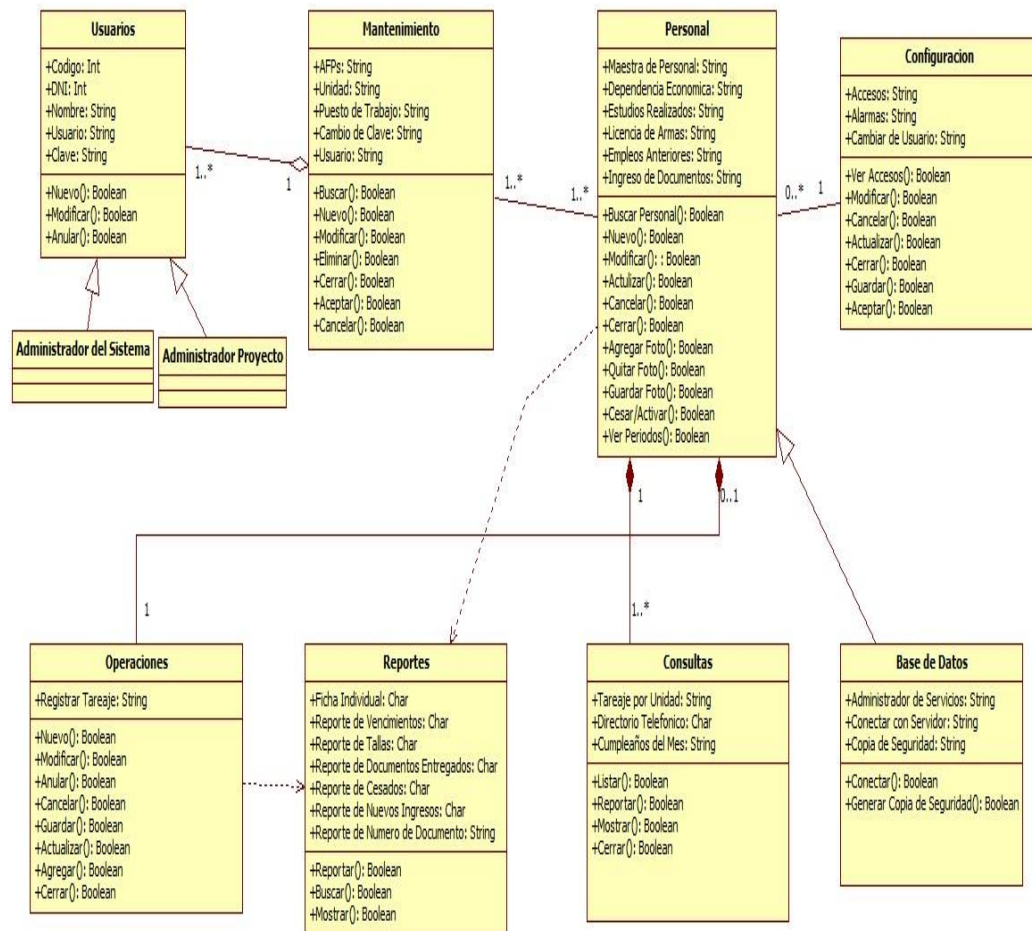 Usuarios
+Codigo: Int
+DNI: Int
+Nombre: String
+Usuario: String
+Clave: String
+Nuevo(): Boolean
+Modificar(): Boolean
+Anular(): Boolean
Administrador del Sistema
Administrador Proyecto
1..*
1
Mantenimiento
+AFPs: String
+Unidad: String
+Puesto de Trabajo: String
+Cambio de Clave: String
+Usuario: String
+Buscar(): Boolean
+Nuevo(): Boolean
+Modificar(): Boolean
+Eliminar(): Boolean
+Cerrar(): Boolean
+Aceptar(): Boolean
+Cancelar(): Boolean
1..*
1..*
Personal
+Maestra de Personal: String
+Dependencia Economica: String
+Estudios Realizados: String
+Licencia de Armas: String
+Empleos Anteriores: String
+Ingreso de Documentos: String
+Buscar Personal(): Boolean
+Nuevo(): Boolean
+Modificar(): : Boolean
+Actulizar(): Boolean
+Cancelar(): Boolean
+Cerrar(): Boolean
+Agregar Foto(): Boolean
+Quitar Foto(): Boolean
+Guardar Foto(): Boolean
+Cesar/Activar(): Boolean
+Ver Periodos(): Boolean
0..*
1
Configuracion
+Accesos: String
+Alarmas: String
+Cambiar de Usuario: String
+Ver Accesos(): Boolean
+Modificar(): Boolean
+Cancelar(): Boolean
+Actualizar(): Boolean
+Cerrar(): Boolean
+Guardar(): Boolean
+Aceptar(): Boolean
1
0..1
1
1..*
Operaciones
+Registrar Tareaje: String
+Nuevo(): Boolean
+Modificar(): Boolean
+Anular(): Boolean
+Cancelar(): Boolean
+Guardar(): Boolean
+Actualizar(): Boolean
+Agregar(): Boolean
+Cerrar(): Boolean
Reportes
+Ficha Individual: Char
+Reporte de Vencimientos: Char
+Reporte de Tallas: Char
+Reporte de Documentos Entregados: Char
+Reporte de Cesados: Char
+Reporte de Nuevos Ingresos: Char
+Reporte de Numero de Documento: String
+Reportar(): Boolean
+Buscar(): Boolean
+Mostrar(): Boolean
Consultas
+Tareaje por Unidad: String
+Directorio Telefonico: Char
+Cumpleaños del Mes: String
+Listar(): Boolean
+Reportar(): Boolean
+Mostrar(): Boolean
+Cerrar(): Boolean
Base de Datos
+Administrador de Servicios: String
+Conectar con Servidor: String
+Copia de Seguridad: String
+Conectar(): Boolean
+Generar Copia de Seguridad(): Boolean